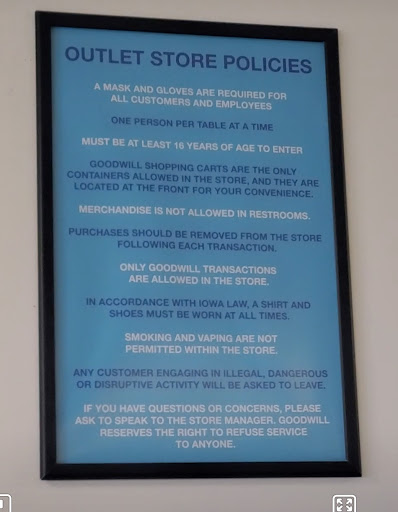 OUTLET STORE POLICIES
A MASK AND GLOVES ARE REQUIRED FOR
ALL CUSTOMERS AND EMPLOYEES
ONE PERSON PER TABLE AT A TIME
MUST BE AT LEAST 16 YEARS OF AGE TO ENTER
GOODWILL SHOPPING CARTS ARE THE ONLY
CONTAINERS ALLOWED IN THE STORE, AND THEY ARE
LOCATED AT THE FRONT FOR YOUR CONVENIENCE.
MERCHANDISE IS NOT ALLOWED IN RESTROOMS.
PURCHASES SHOULD BE REMOVED FROM THE STORE
FOLLOWING EACH TRANSACTION.
ONLY GOODWILL TRANSACTIONS
ARE ALLOWED IN THE STORE.
IN ACCORDANCE WITH IOWA LAW, A SHIRT AND
SHOES MUST BE WORN AT ALL TIMES.
SMOKING AND VAPING ARE NOT
PERMITTED WITHIN THE STORE.
ANY CUSTOMER ENGAGING IN ILLEGAL, DANGEROUS
OR DISRUPTIVE ACTIVITY WILL BE ASKED TO LEAVE.
IF YOU HAVE QUESTIONS OR CONCERNS, PLEASE
ASK TO SPEAK TO THE STORE MANAGER. GOODWILL
RESERVES THE RIGHT TO REFUSE SERVICE
TO ANYONE.